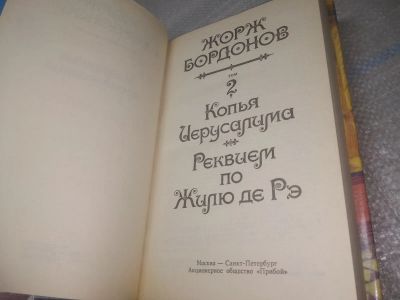 ЖОРЖ
БОРДОНОВ
ТОМ
2
Копья
Иерусалима
Реквием
по
Жилю де Рэ
Москва — Санкт-Петербург
Акционерное общество «Прибой»